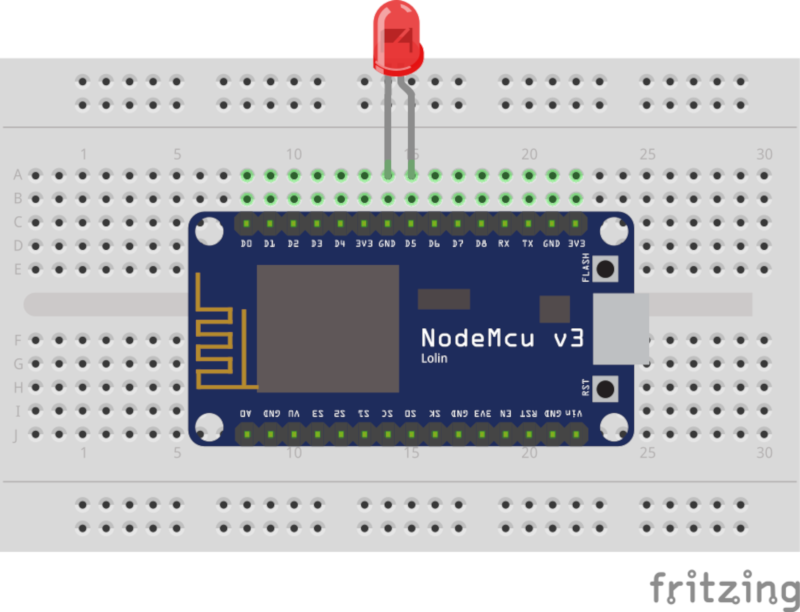 1 5 10 15 20 25 30
A
B
C
D0 D1 D2 D3 D4 3V3 GND D5 D6 D7 D8 RX TX GND 3V3
D
E
FLASH
F
NodeMcu v3
G
Lolin
H
RST
I
A0 GND VU S3 S2 S1 SC SO SK GND 3V3 EN RST GND Vin
J
1 5 10 15 20 25 30
fritzing